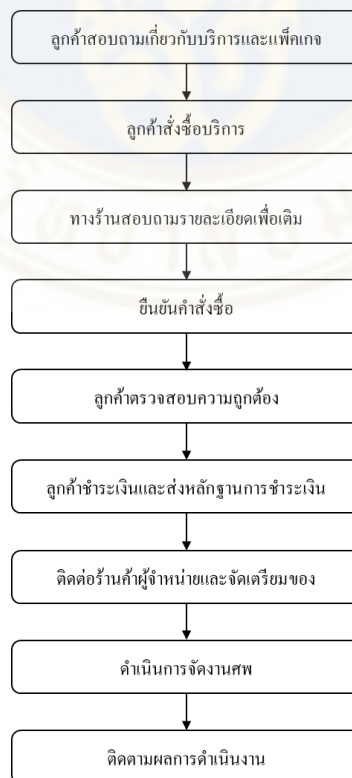 ลูกค้าสอบถามเกี่ยวกับบริการและแพ็คเกจ
ลูกค้าสั่งซื้อบริการ
ทางร้านสอบถามรายละเอียดเพื่อเติม
ยืนยันคำสั่งซื้อ
ลูกค้าตรวจสอบความถูกต้อง
ลูกค้าชำระเงินและส่งหลักฐานการชำระเงิน
ติดต่อร้านค้าผู้จำหน่ายและจัดเตรียมของ
ดำเนินการจัดงานศพ
ติดตามผลการดำเนินงาน